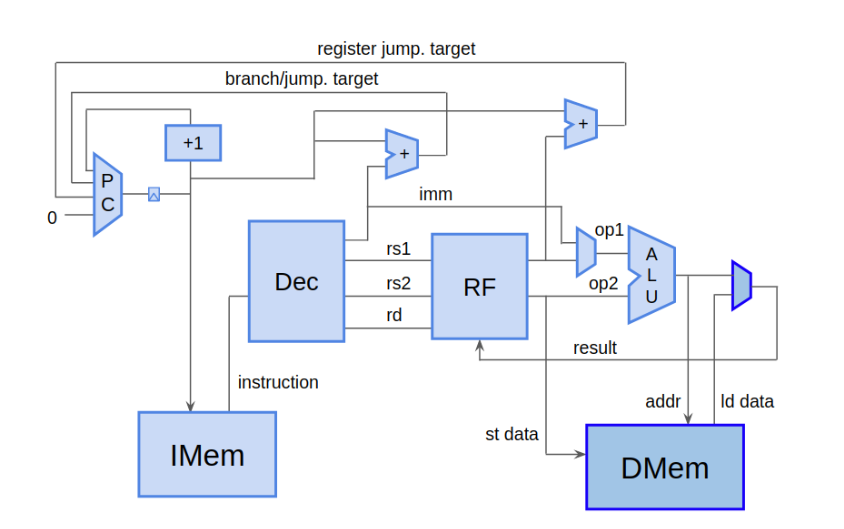 register jump. target
branch/jump. target
+1
+
+
P
C
0
imm
Dec
rs1
rs2
rd
RF
op1
op2
A
L
U
result
instruction
addr
ld data
st data
IMem
DMem